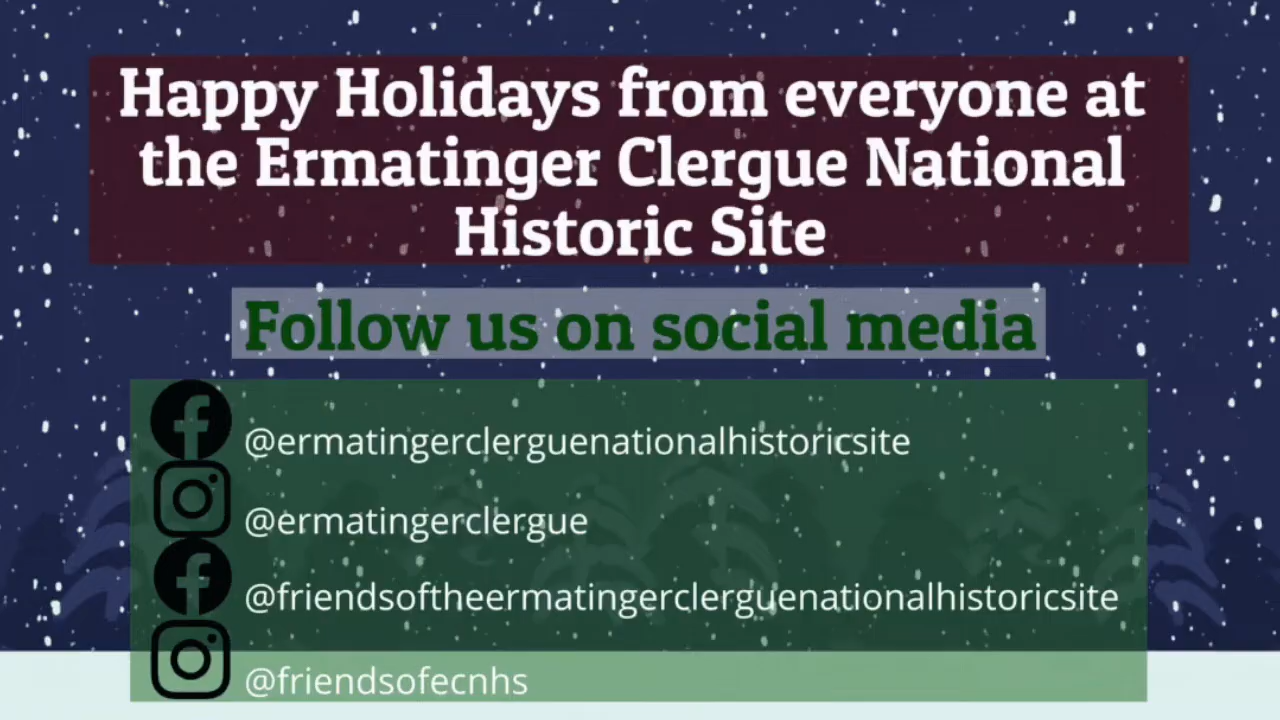 Happy Holidays from everyone at
the Ermatinger Clergue National
Historic Site
Follow us on social media
@ermatingerclerguenationalhistoricsite
@ermatingerclergue
@friendsoftheermatingerclerguenationalhistoricsite
@friendsofecnhs